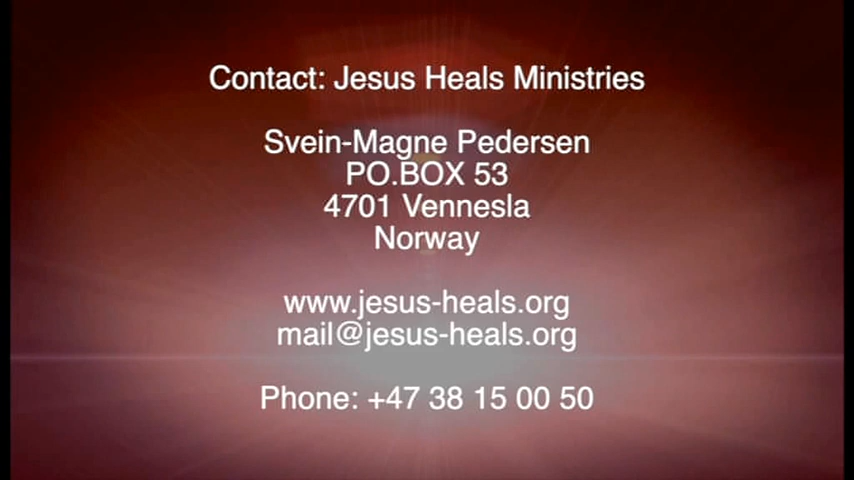 Contact: Jesus Heals Ministries
Svein-Magne Pedersen
PO.BOX 53
4701 Vennesla
Norway
www.jesus-heals.org
mail@jesus-heals.org
Phone: +47 38 15 00 50